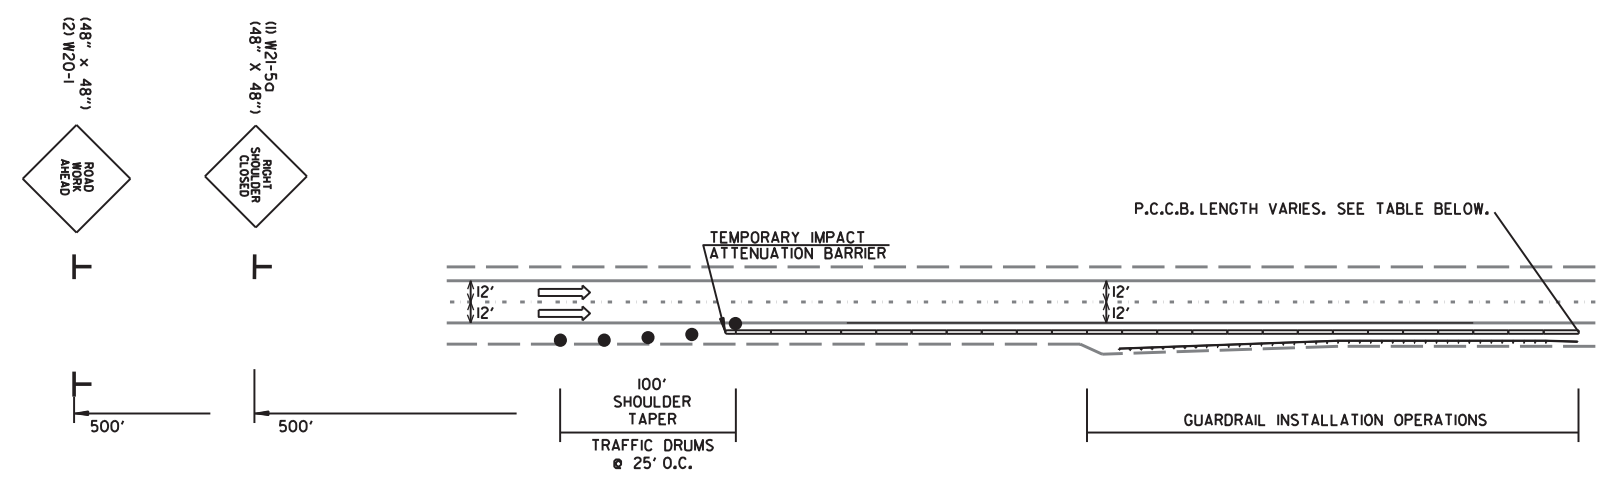 (48" x 48")
(2) W20-1
(1) W21-5a
(48" X 48")
ROAD
WORK
AHEAD
RIGHT
SHOULDER
CLOSED
P.C.C.B. LENGTH VARIES. SEE TABLE BELOW.
TEMPORARY IMPACT
ATTENUATION BARRIER
12'
12'
12'
12'
500'
500'
100'
SHOULDER
TAPER
TRAFFIC DRUMS
@ 25' O.C.
GUARDRAIL INSTALLATION OPERATIONS